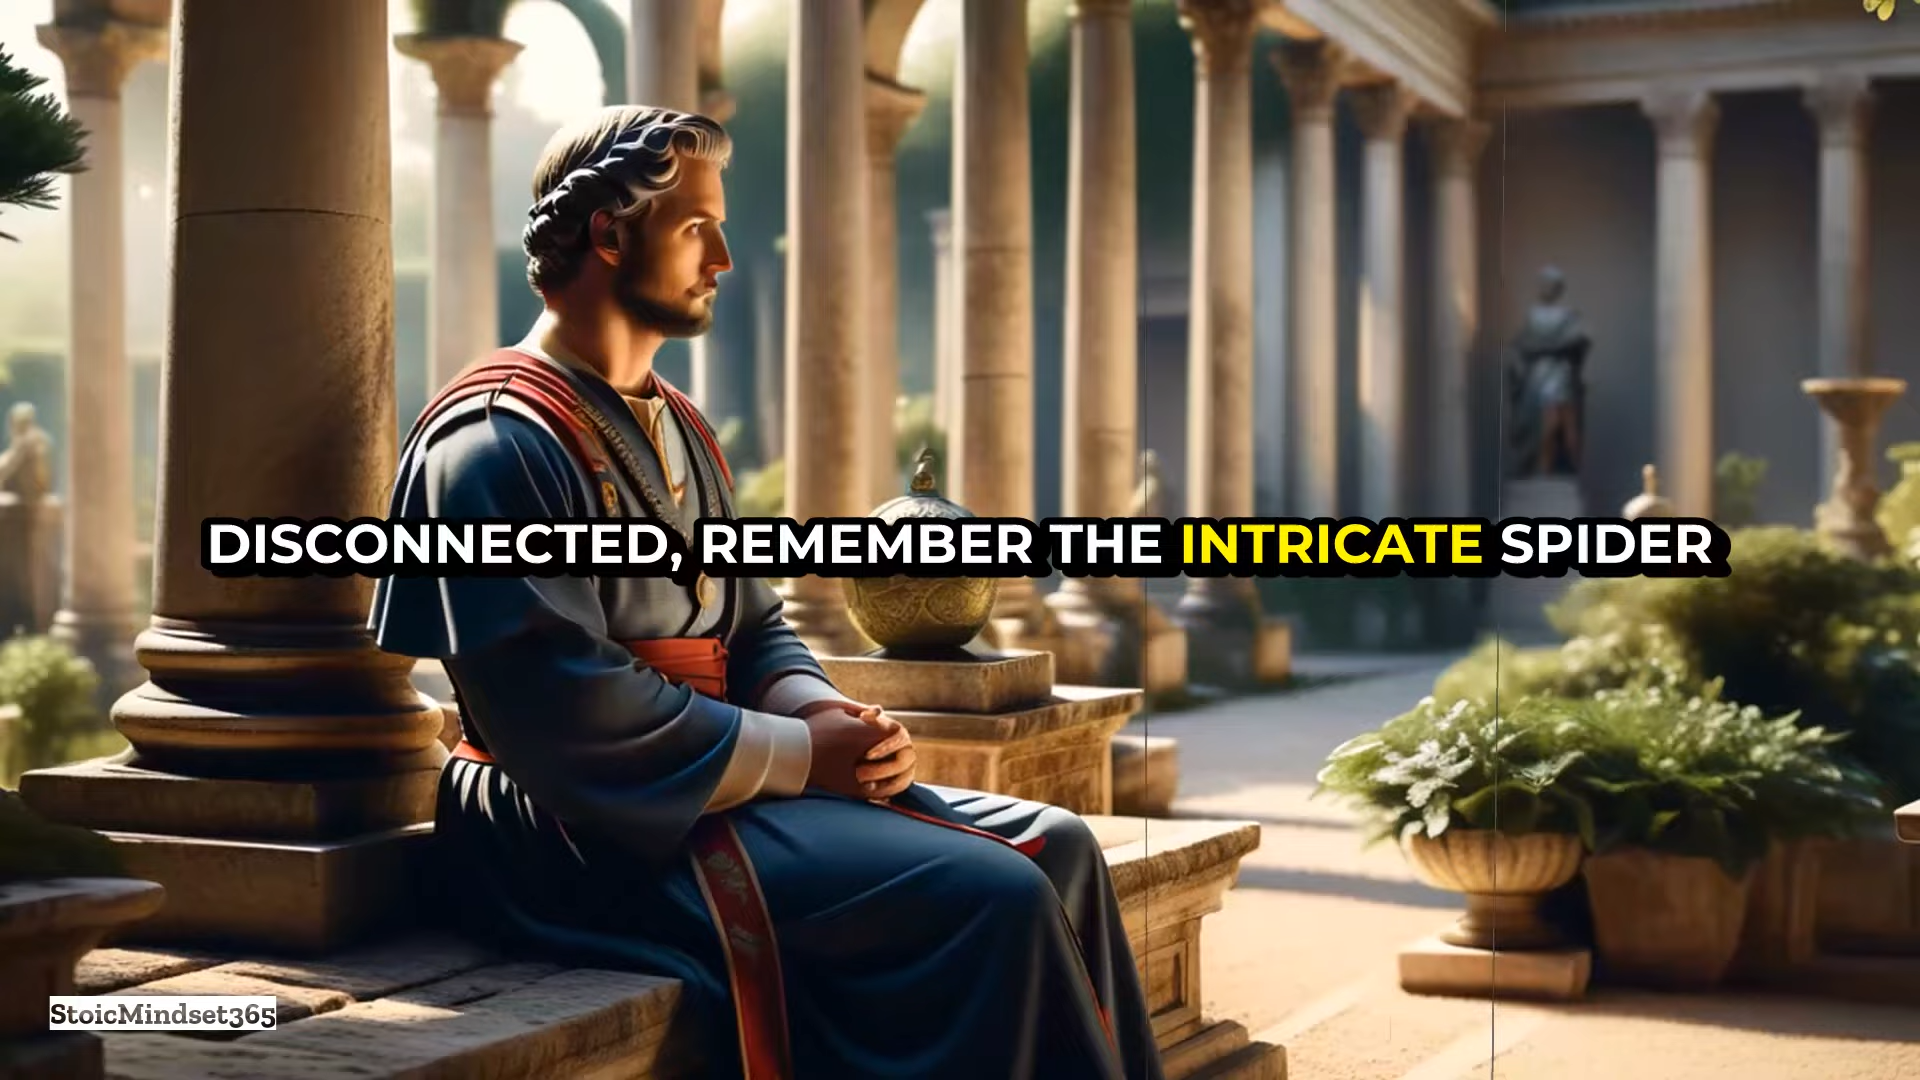 DISCONNECTED, REMEMBER THE INTRICATE SPIDER
StoicMindset365